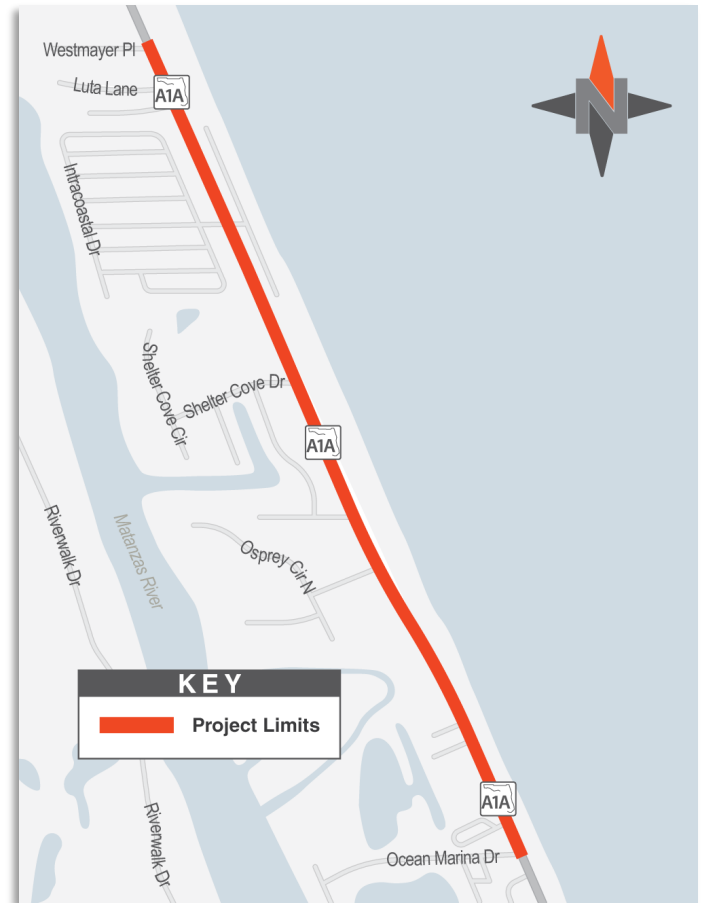 Westmayer Pl
Luta Lane
A1A
N
Intracoastal Dr
Shelter Cove Cir
Shelter Cove Dr
A1A
Riverwalk Dr
Matanzas River
Osprey Cir N
KEY
Project Limits
A1A
Riverwalk Dr
Ocean Marina Dr